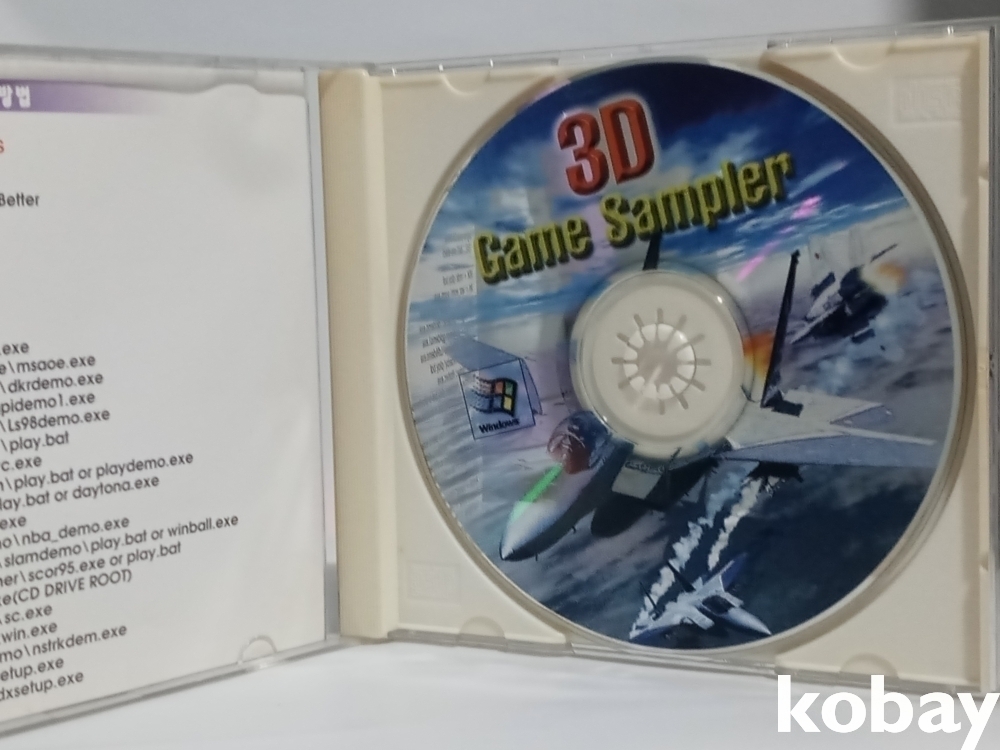 방법
S
Better
.exe
e\msaoe.exe
\dkrdemo.exe
pidemo1.exe
\Ls98demo.exe
\play.bat
c.exe
n\play.bat or playdemo.exe
lay.bat or daytona.exe
exe
no\nba_demo.exe
\slamdemo\play.bat or winball.exe
ner\scor95.exe or play.bat
xe(CD DRIVE ROOT)
\sc.exe
win.exe
mo\nstrkdem.exe
etup.exe
dxsetup.exe
3D
Game Sampler
Windows
kobay